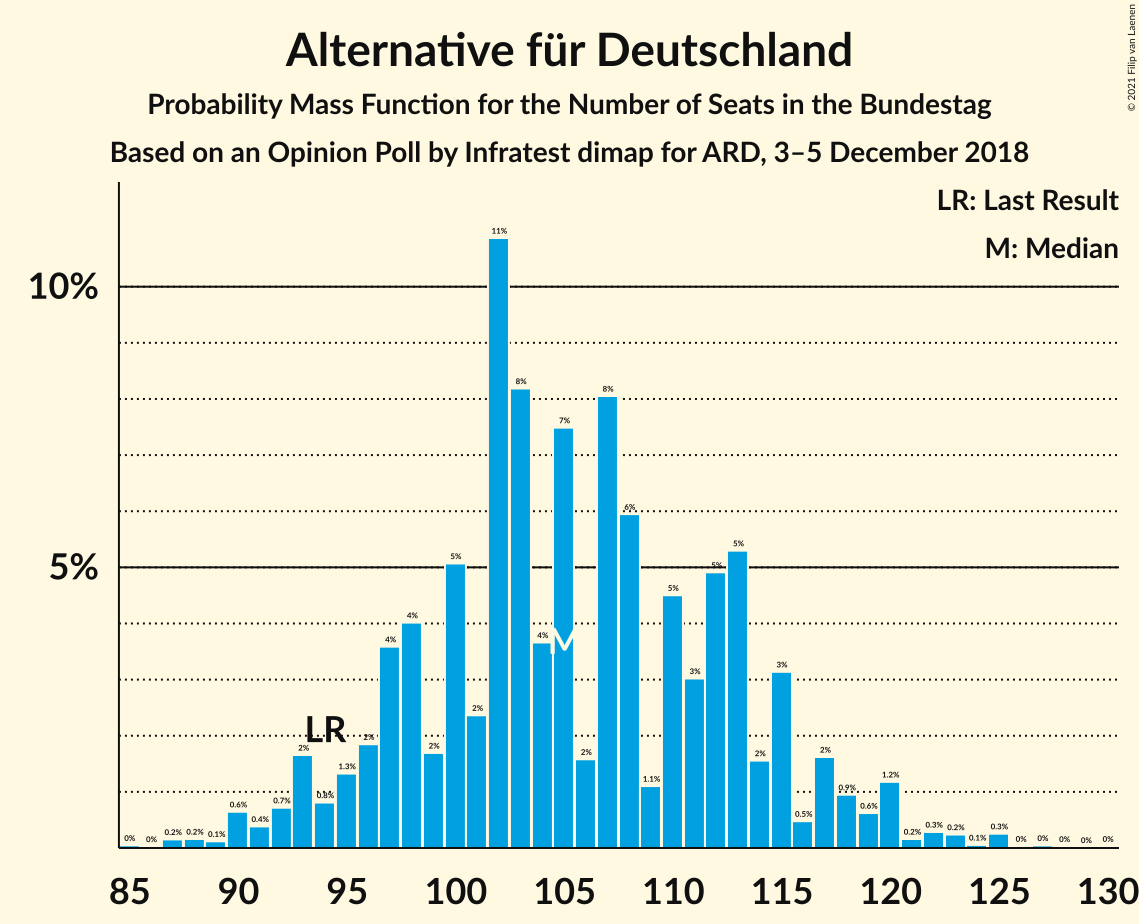 © 2021 Filip van Laenen
Alternative für Deutschland
Probability Mass Function for the Number of Seats in the Bundestag
Based on an Opinion Poll by Infratest dimap for ARD, 3–5 December 2018
LR: Last Result
M: Median
10%
5%
0% 0% 0.2% 0.2% 0.1% 0.6% 0.4% 0.7% 2% 0.8% 1.3% 2% 4% 4% 2% 5% 2% 11% 8% 4% 7% 2% 8% 6% 1.1% 5% 3% 5% 5% 2% 3% 0.5% 2% 0.9% 0.6% 1.2% 0.2% 0.3% 0.2% 0.1% 0.3% 0% 0% 0% 0% 0%
LR
M
85 90 95 100 105 110 115 120 125 130